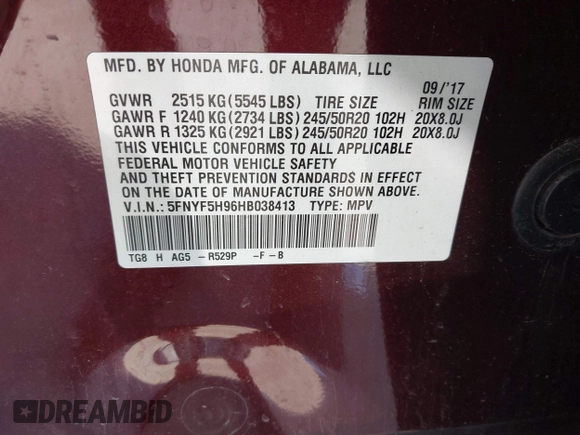 MFD. BY HONDA MFG. OF ALABAMA, LLC
09/'17
GVWR 2515 KG (5545 LBS) TIRE SIZE RIM SIZE
GAWR F 1240 KG (2734 LBS) 245/50R20 102H 20X8.0J
GAWR R 1325 KG (2921 LBS) 245/50R20 102H 20X8.0J
THIS VEHICLE CONFORMS TO ALL APPLICABLE
FEDERAL MOTOR VEHICLE SAFETY
AND THEFT PREVENTION STANDARDS IN EFFECT
ON THE DATE OF MANUFACTURE SHOWN ABOVE.
V.I.N.: 5FNYF5H96HB038413 TYPE: MPV
TG8 H AG5 - R529P - F - B
DREAMBID